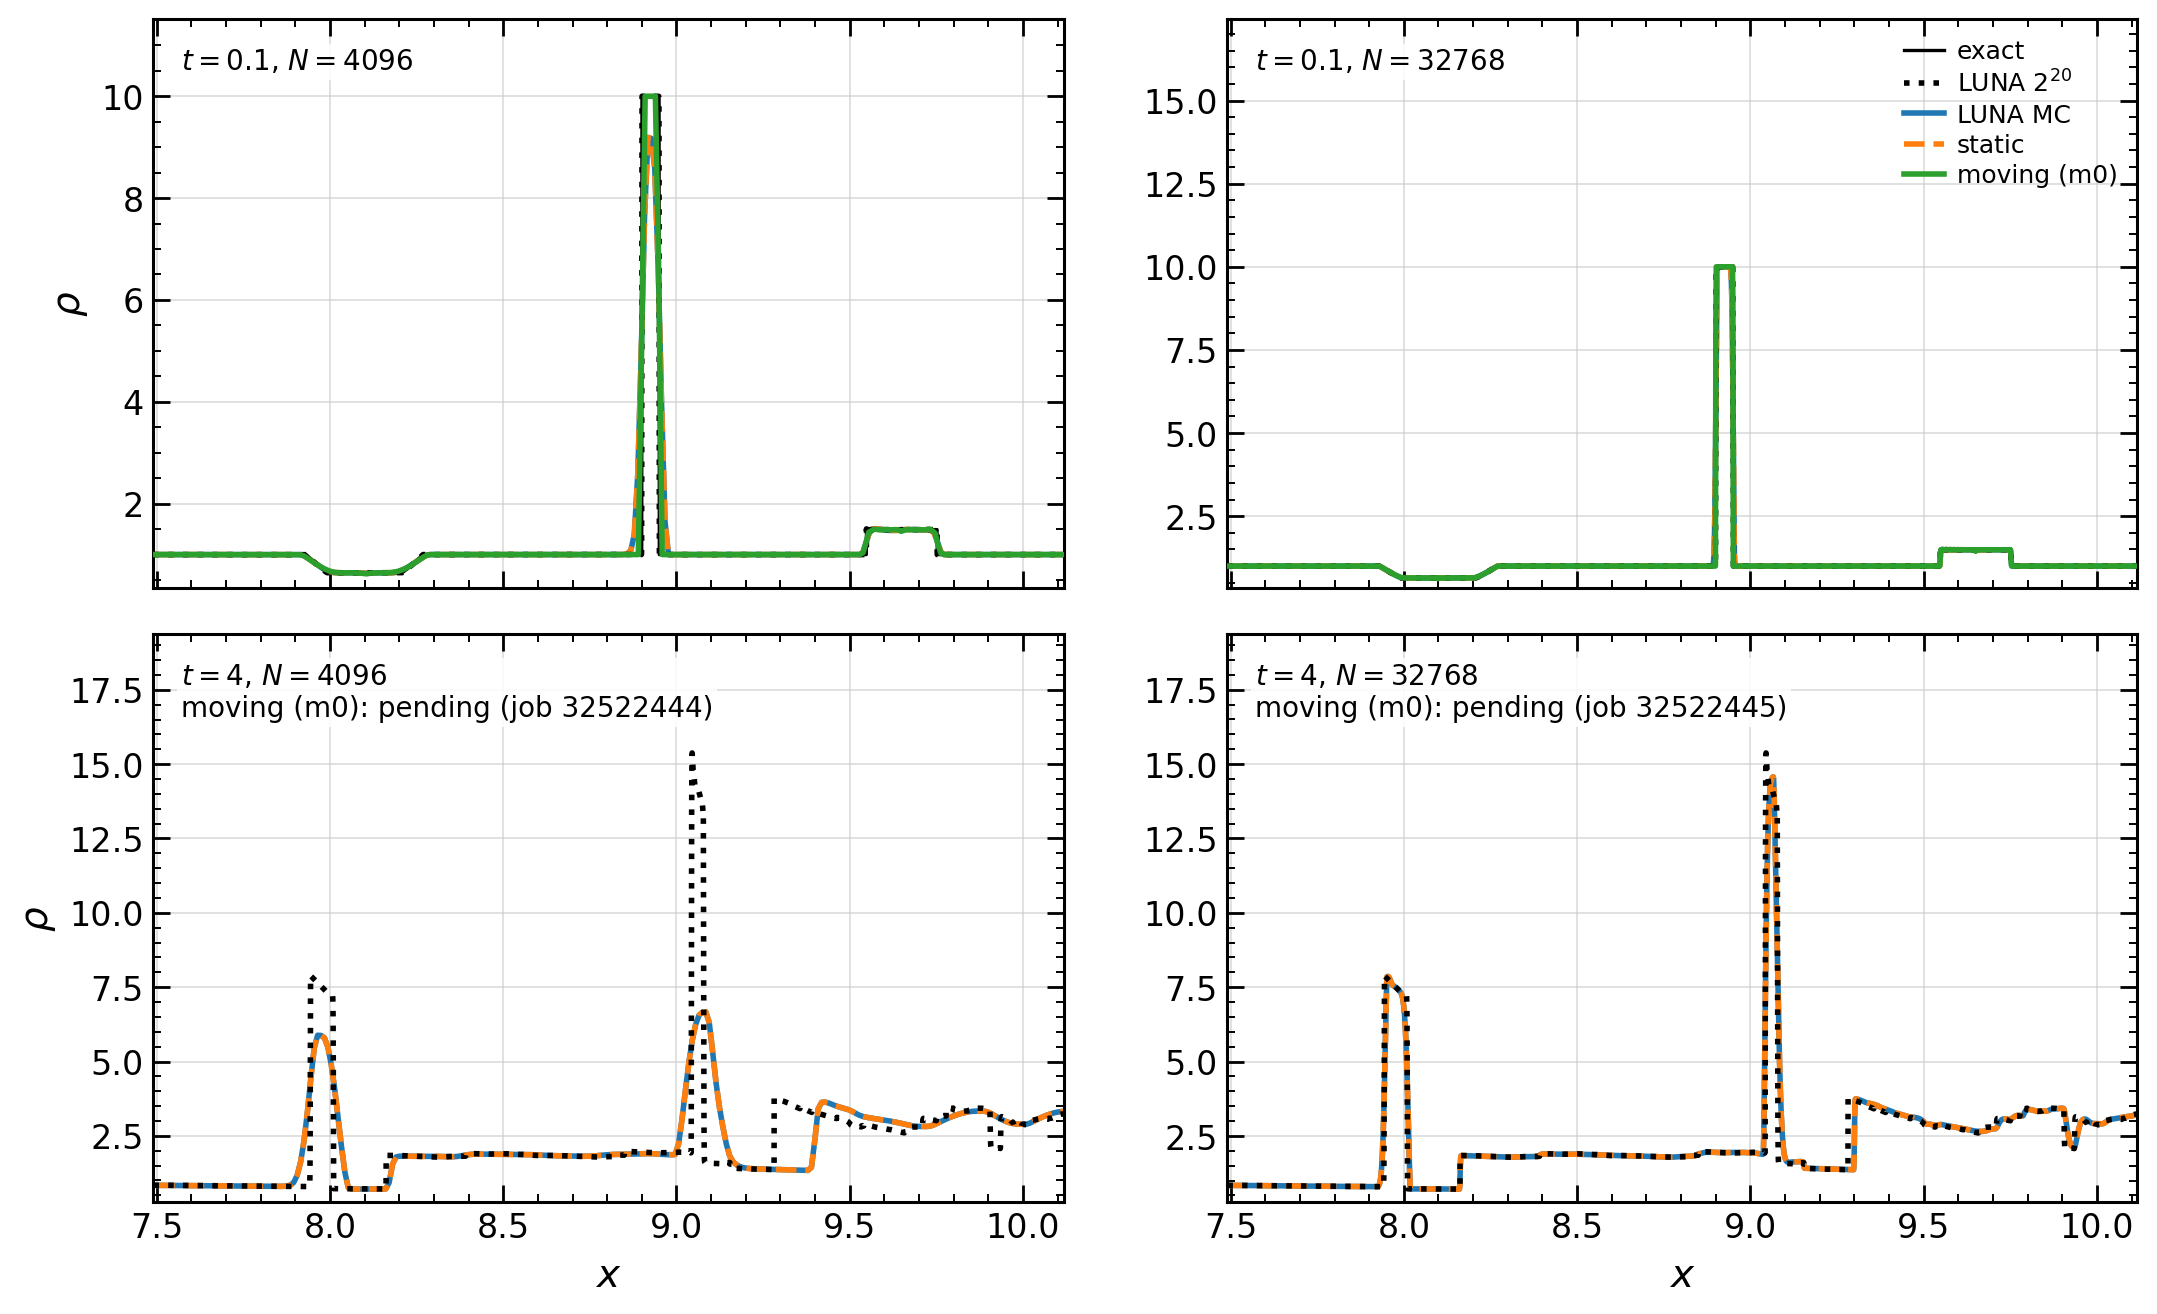 t = 0.1, N = 4096
10
8
6
4
2
ρ
t = 0.1, N = 32768
exact
LUNA 2²⁰
LUNA MC
static
moving (m0)
15.0
12.5
10.0
7.5
5.0
2.5
t = 4, N = 4096
moving (m0): pending (job 32522444)
17.5
15.0
12.5
10.0
7.5
5.0
2.5
ρ
7.5 8.0 8.5 9.0 9.5 10.0
x
t = 4, N = 32768
moving (m0): pending (job 32522445)
17.5
15.0
12.5
10.0
7.5
5.0
2.5
7.5 8.0 8.5 9.0 9.5 10.0
x